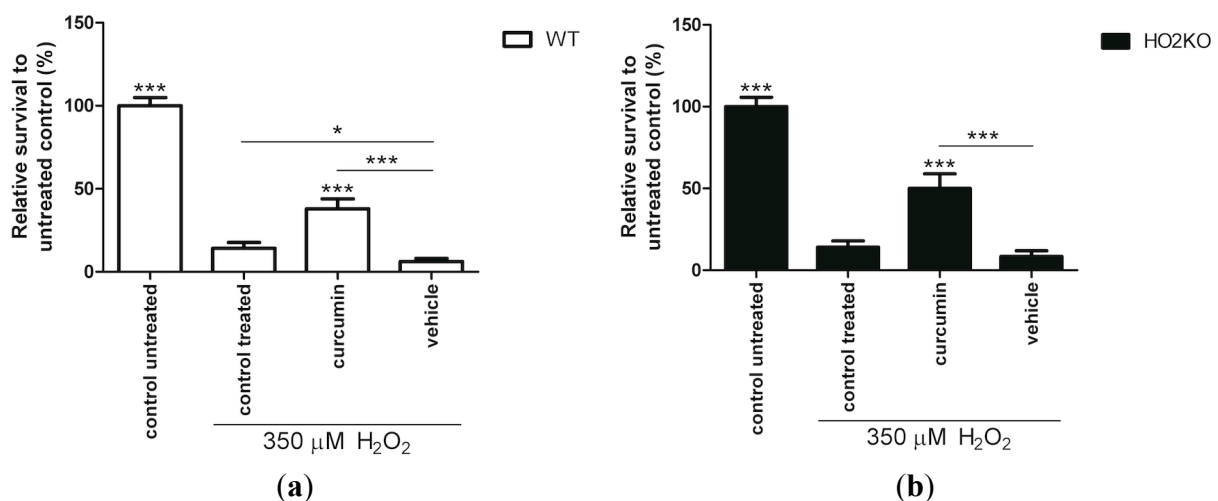 Relative survival to
untreated control (%)
150
100
50
0
***
***
*
***
WT
control untreated
control treated
curcumin
vehicle
350 μM H₂O₂
(a)
Relative survival to
untreated control (%)
150
100
50
0
***
***
***
HO2KO
control untreated
control treated
curcumin
vehicle
350 μM H₂O₂
(b)